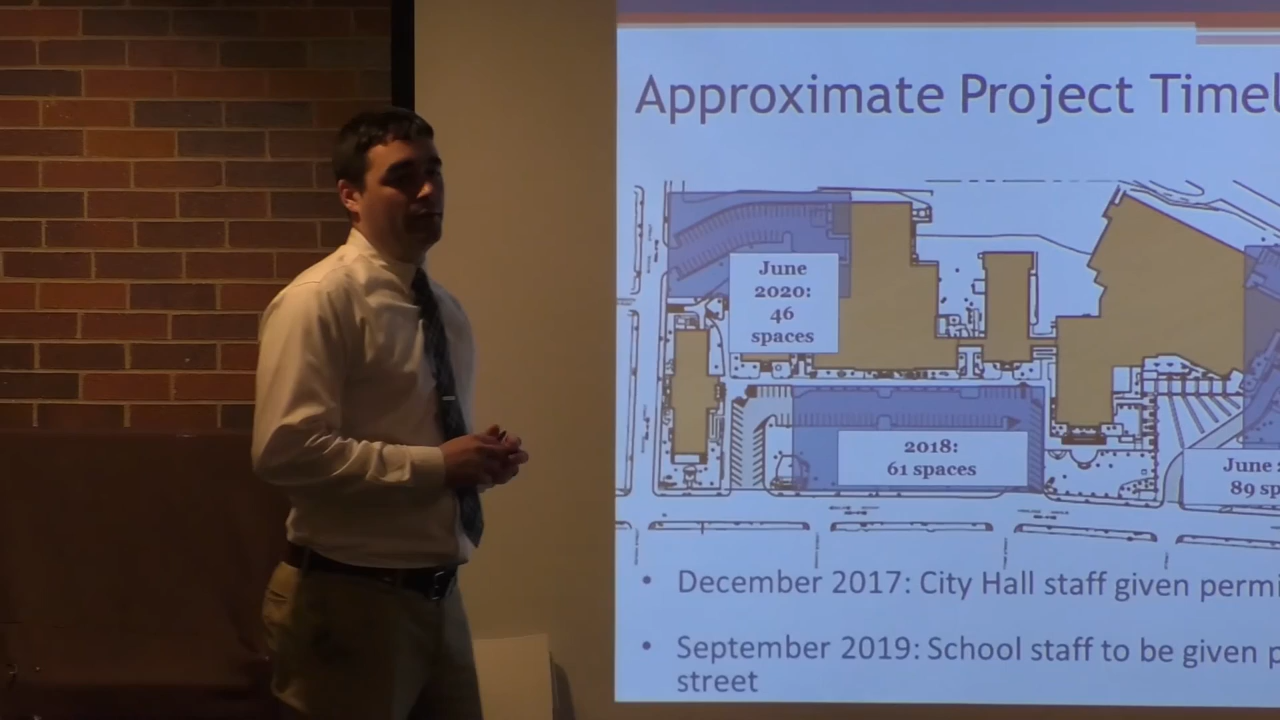 Approximate Project Timel
June
2020:
46
spaces
2018:
61 spaces
June
89 sp
• December 2017: City Hall staff given permi
• September 2019: School staff to be given p
street